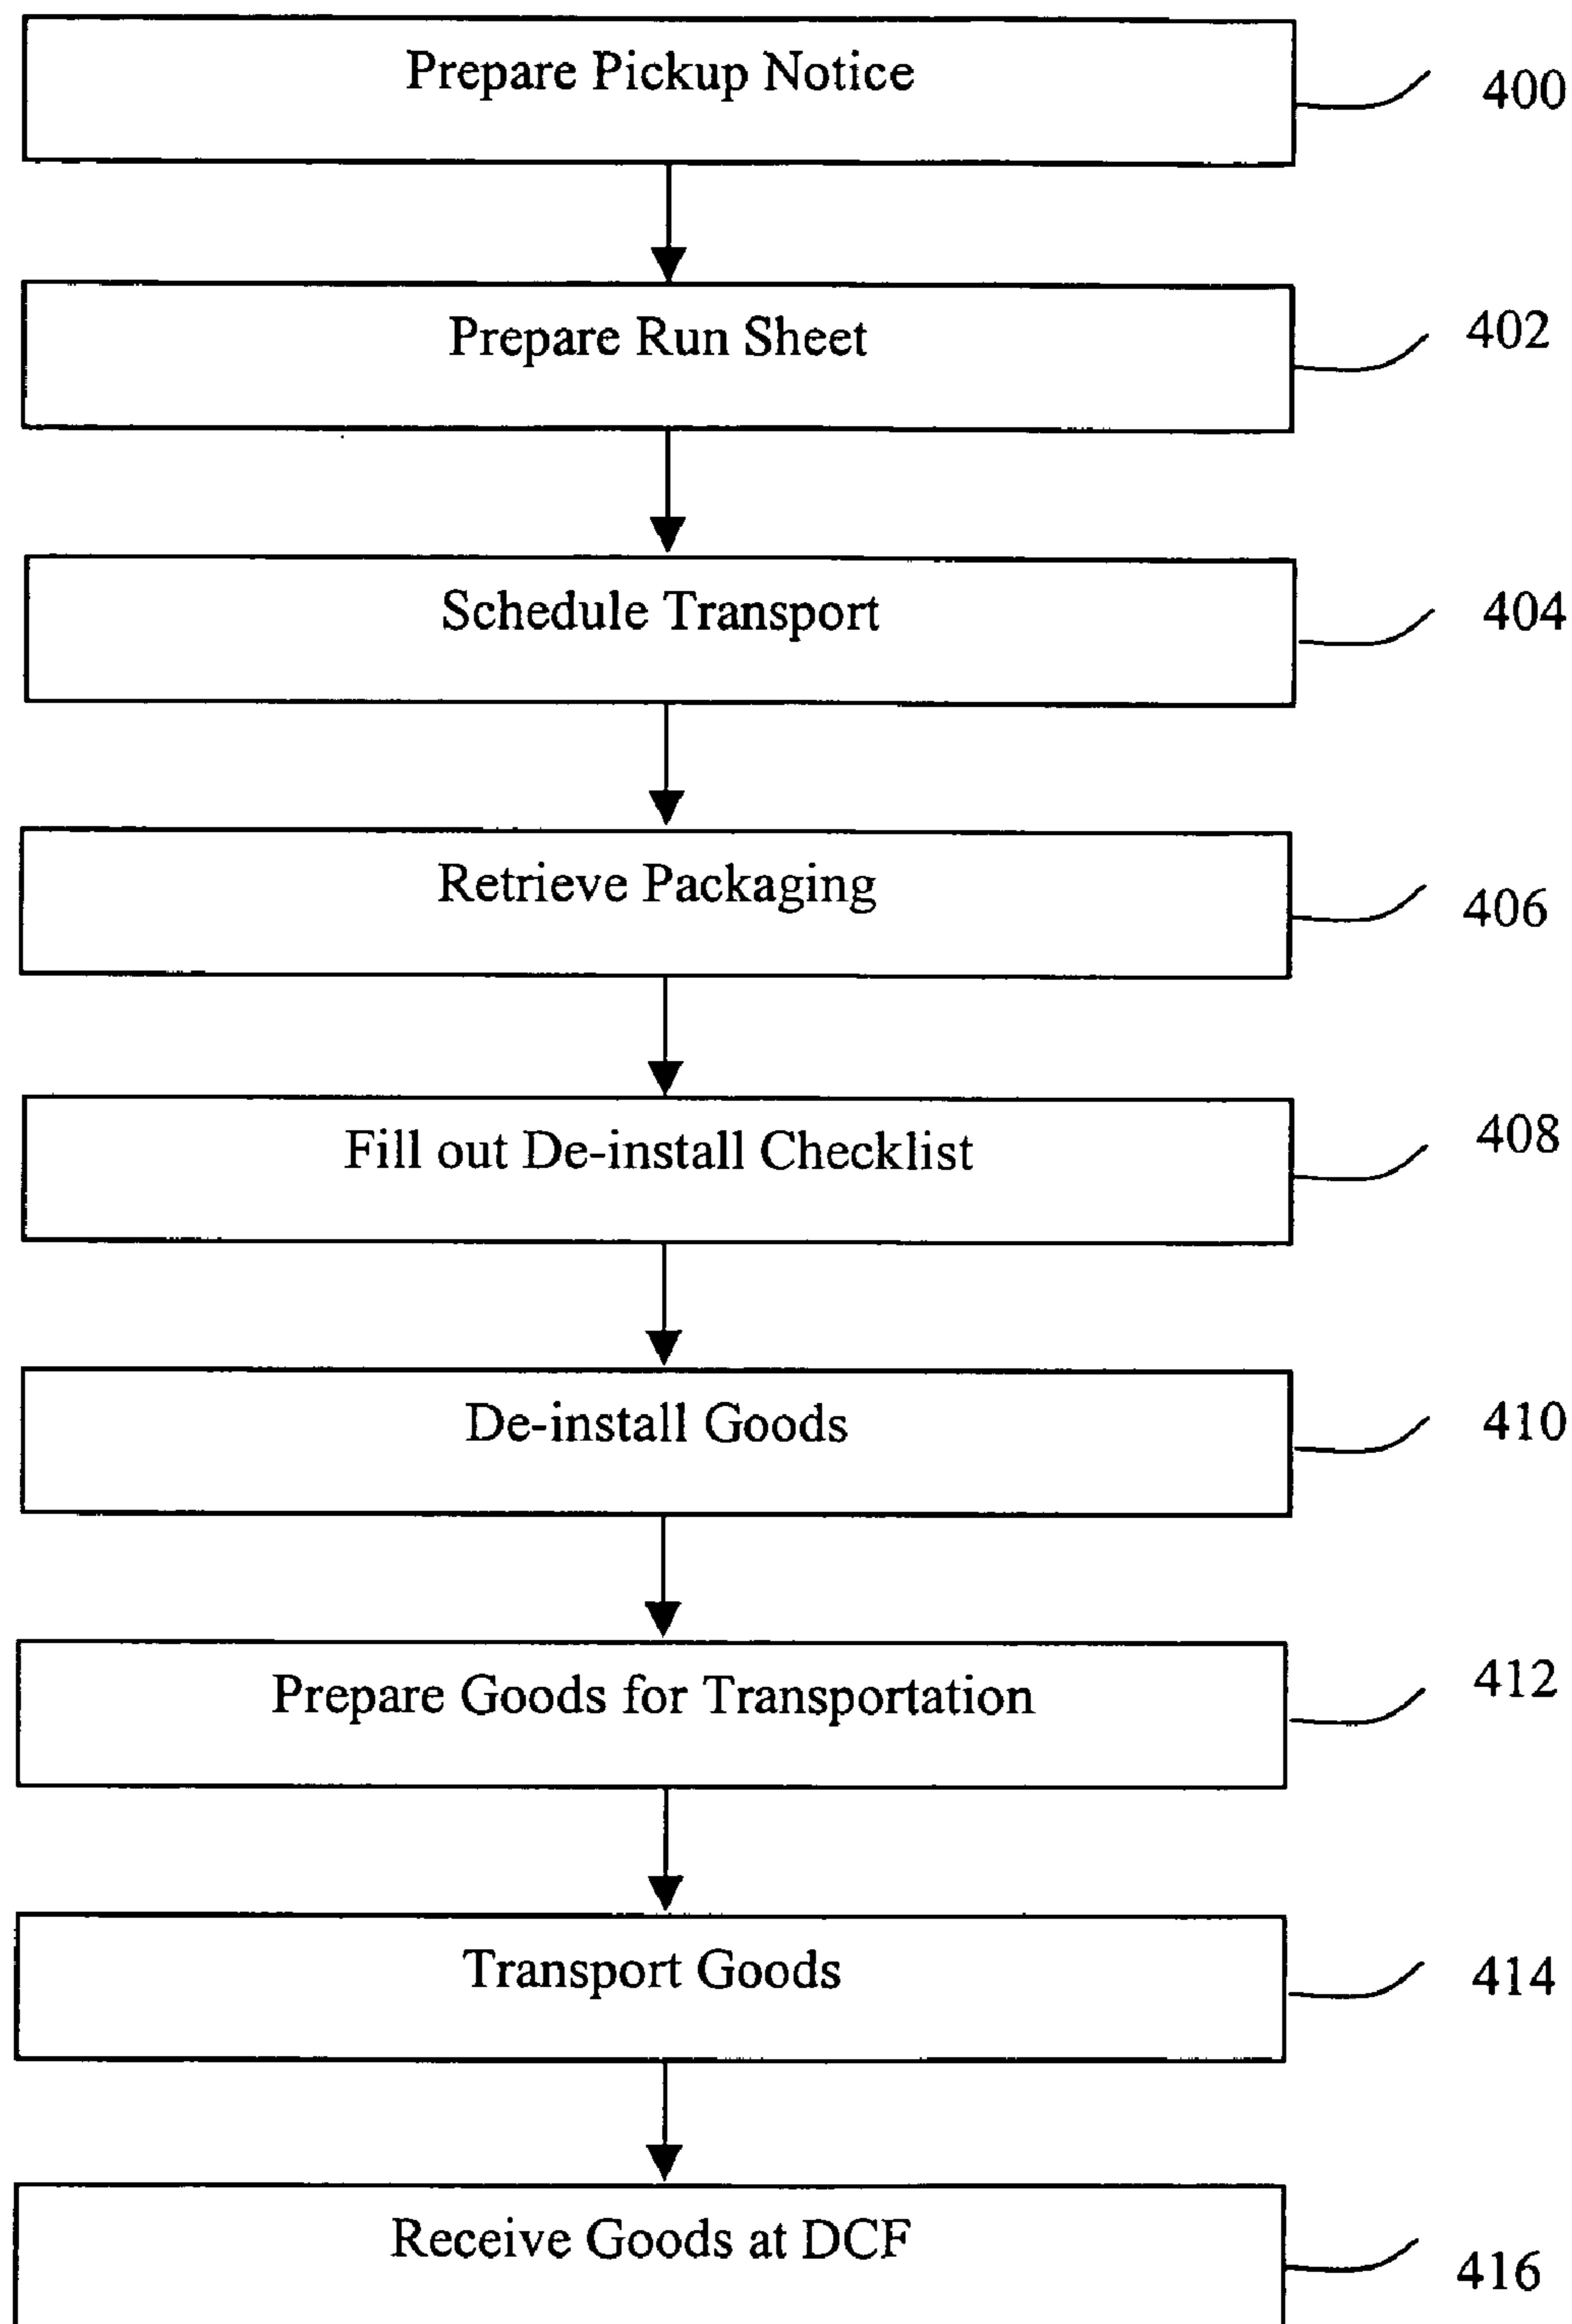 Prepare Pickup Notice
400
Prepare Run Sheet
402
Schedule Transport
404
Retrieve Packaging
406
Fill out De-install Checklist
408
De-install Goods
410
Prepare Goods for Transportation
412
Transport Goods
414
Receive Goods at DCF
416